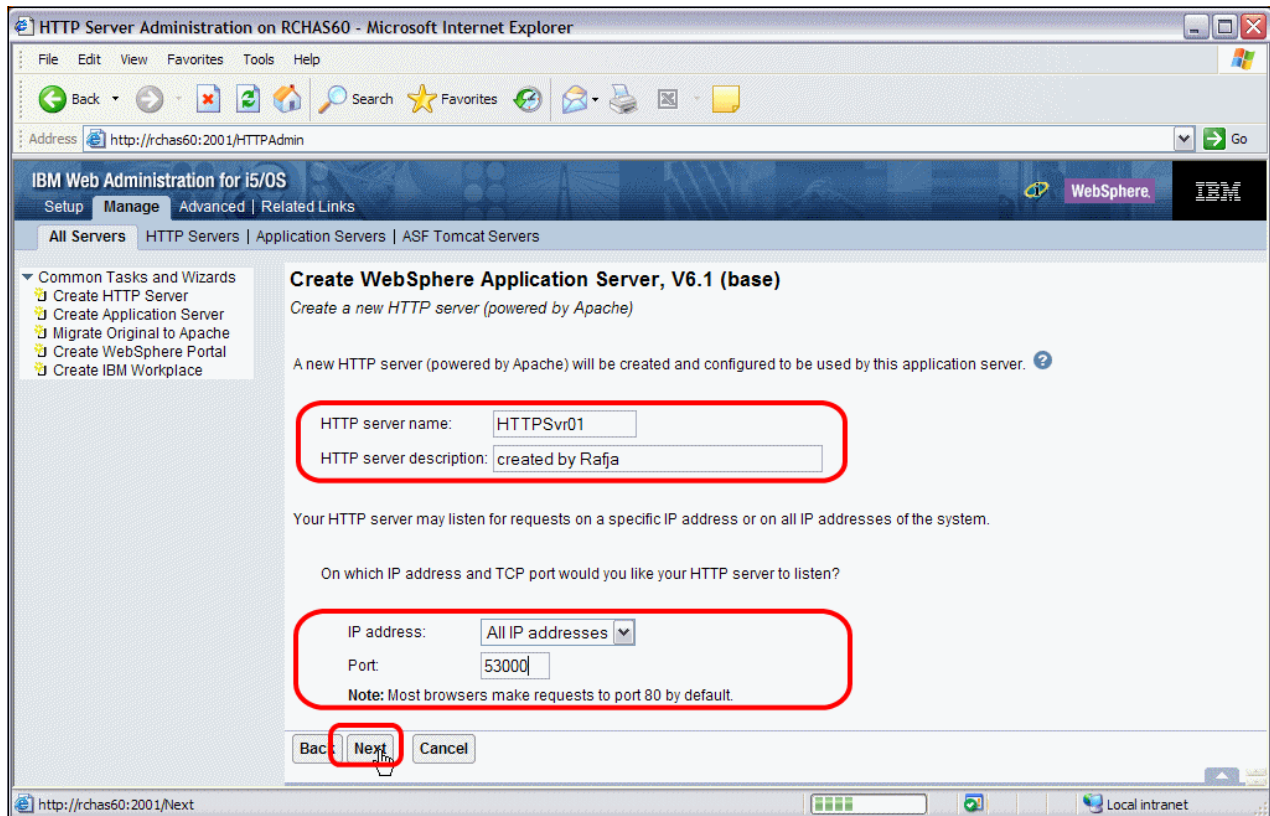 HTTP Server Administration on RCHAS60 - Microsoft Internet Explorer
File Edit View Favorites Tools Help
Back Search Favorites
Address http://rchas60:2001/HTTPAdmin Go
IBM Web Administration for i5/OS
WebSphere. IBM
Setup Manage Advanced | Related Links
All Servers HTTP Servers | Application Servers | ASF Tomcat Servers
Common Tasks and Wizards
Create HTTP Server
Create Application Server
Migrate Original to Apache
Create WebSphere Portal
Create IBM Workplace
Create WebSphere Application Server, V6.1 (base)
Create a new HTTP server (powered by Apache)
A new HTTP server (powered by Apache) will be created and configured to be used by this application server. ?
HTTP server name: HTTPSvr01
HTTP server description: created by Rafja
Your HTTP server may listen for requests on a specific IP address or on all IP addresses of the system.
On which IP address and TCP port would you like your HTTP server to listen?
IP address: All IP addresses
Port: 53000
Note: Most browsers make requests to port 80 by default.
Back Next Cancel
http://rchas60:2001/Next Local intranet